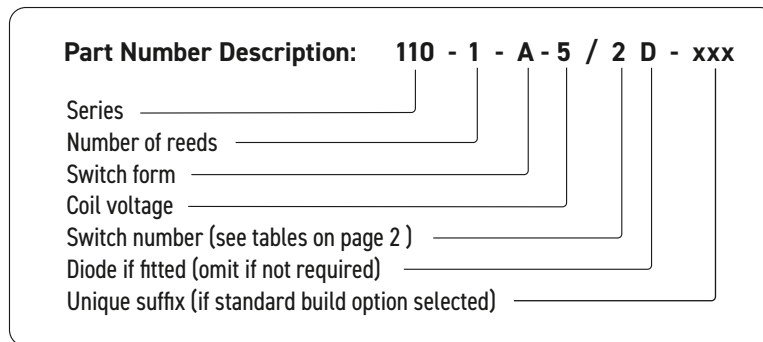 Part Number Description: 110 - 1 - A - 5 / 2 D - xxx
Series
Number of reeds
Switch form
Coil voltage
Switch number (see tables on page 2 )
Diode if fitted (omit if not required)
Unique suffix (if standard build option selected)